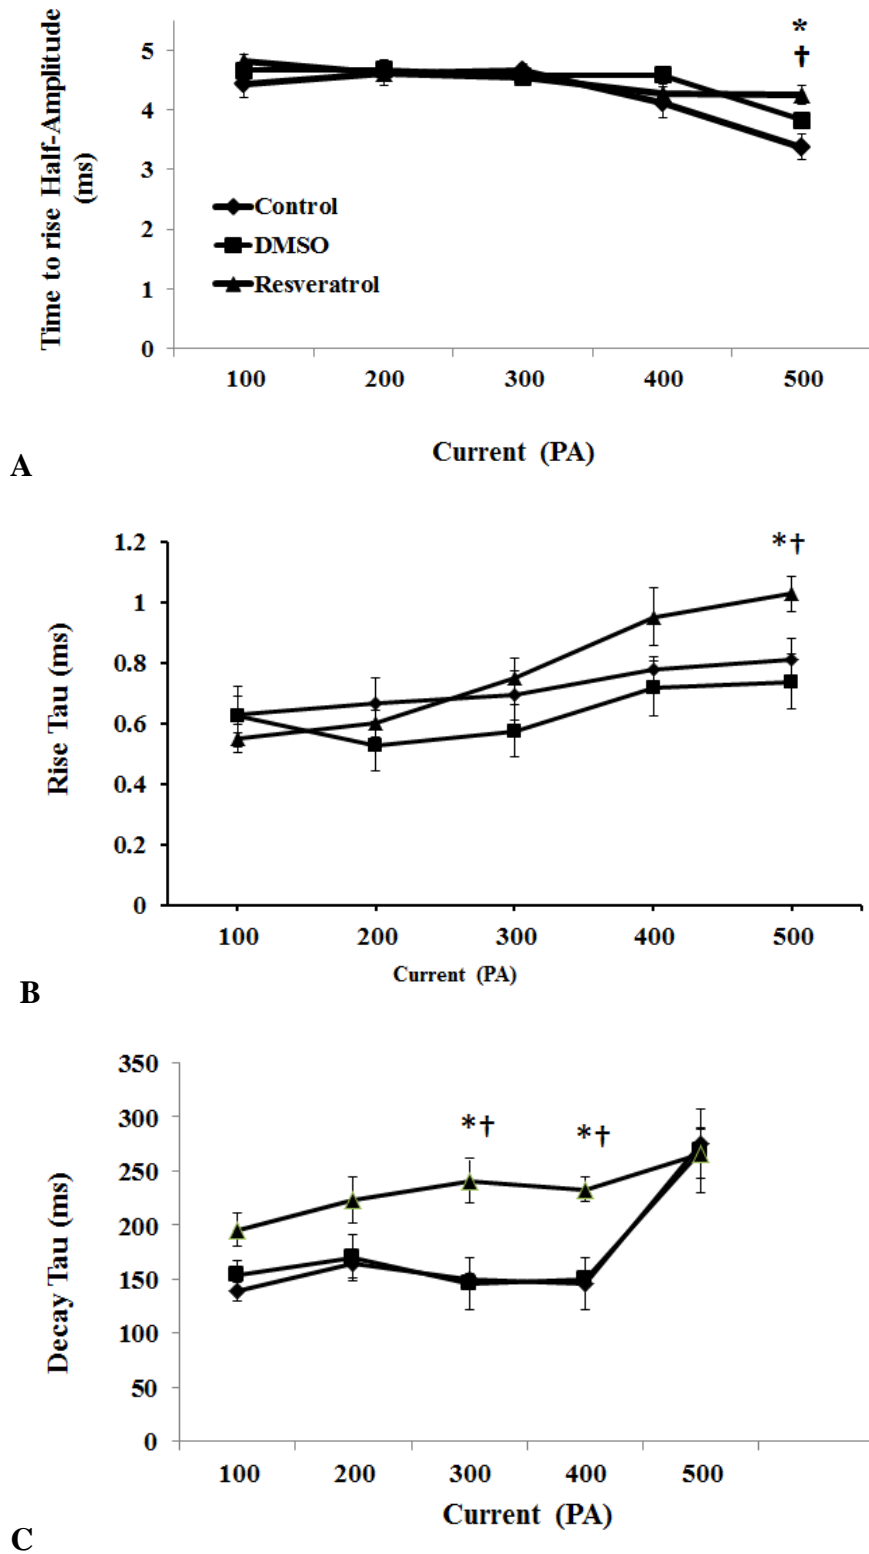 *
†
Time to rise Half-Amplitude
(ms)
5
4
3
2
1
0
Control
DMSO
Resveratrol
100 200 300 400 500
Current (PA)
A
*†
Rise Tau (ms)
1.2
1
0.8
0.6
0.4
0.2
0
100 200 300 400 500
Current (PA)
B
Decay Tau (ms)
350
300
250
200
150
100
50
0
*† *†
100 200 300 400 500
Current (PA)
C